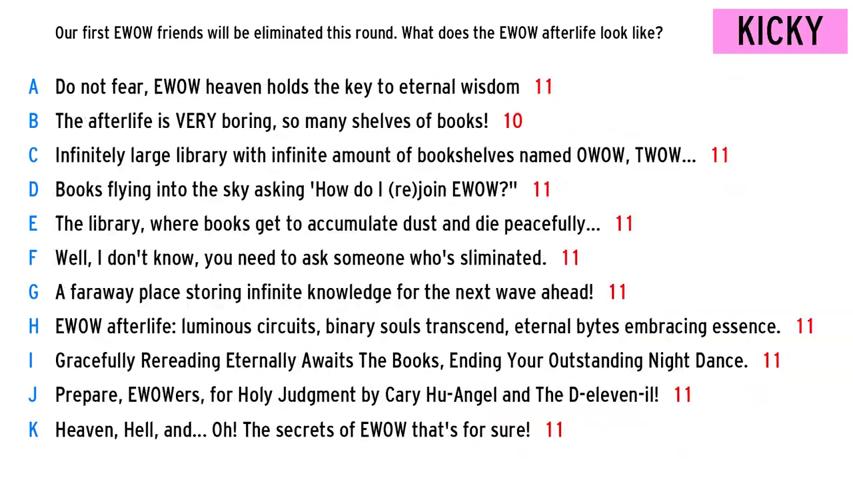 Our first EWOW friends will be eliminated this round. What does the EWOW afterlife look like?
KICKY
A Do not fear, EWOW heaven holds the key to eternal wisdom 11
B The afterlife is VERY boring, so many shelves of books! 10
C Infinitely large library with infinite amount of bookshelves named OWOW, TWOW... 11
D Books flying into the sky asking 'How do I (re)join EWOW?" 11
E The library, where books get to accumulate dust and die peacefully... 11
F Well, I don't know, you need to ask someone who's sliminated. 11
G A faraway place storing infinite knowledge for the next wave ahead! 11
H EWOW afterlife: luminous circuits, binary souls transcend, eternal bytes embracing essence. 11
I Gracefully Rereading Eternally Awaits The Books, Ending Your Outstanding Night Dance. 11
J Prepare, EWOWers, for Holy Judgment by Cary Hu-Angel and The D-eleven-il! 11
K Heaven, Hell, and... Oh! The secrets of EWOW that's for sure! 11